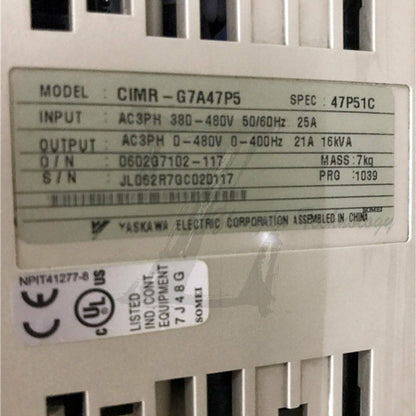 MODEL : CIMR-G7A47P5 SPEC : 47P51C
INPUT : AC3PH 380-480V 50/60Hz 25A
OUTPUT : AC3PH 0-480V 0-400Hz 21A 16kVA
O/N : 0602G7102-117 MASS: 7kg
S/N : JL052R7GC020117 PRG : 1039
YASKAWA ELECTRIC CORPORATION ASSEMBLED IN CHINA
SOMEI
NPIT41277-8
CE
C UL US
LISTED
IND. CONT.
EQUIPMENT
7J48G
SOMEI